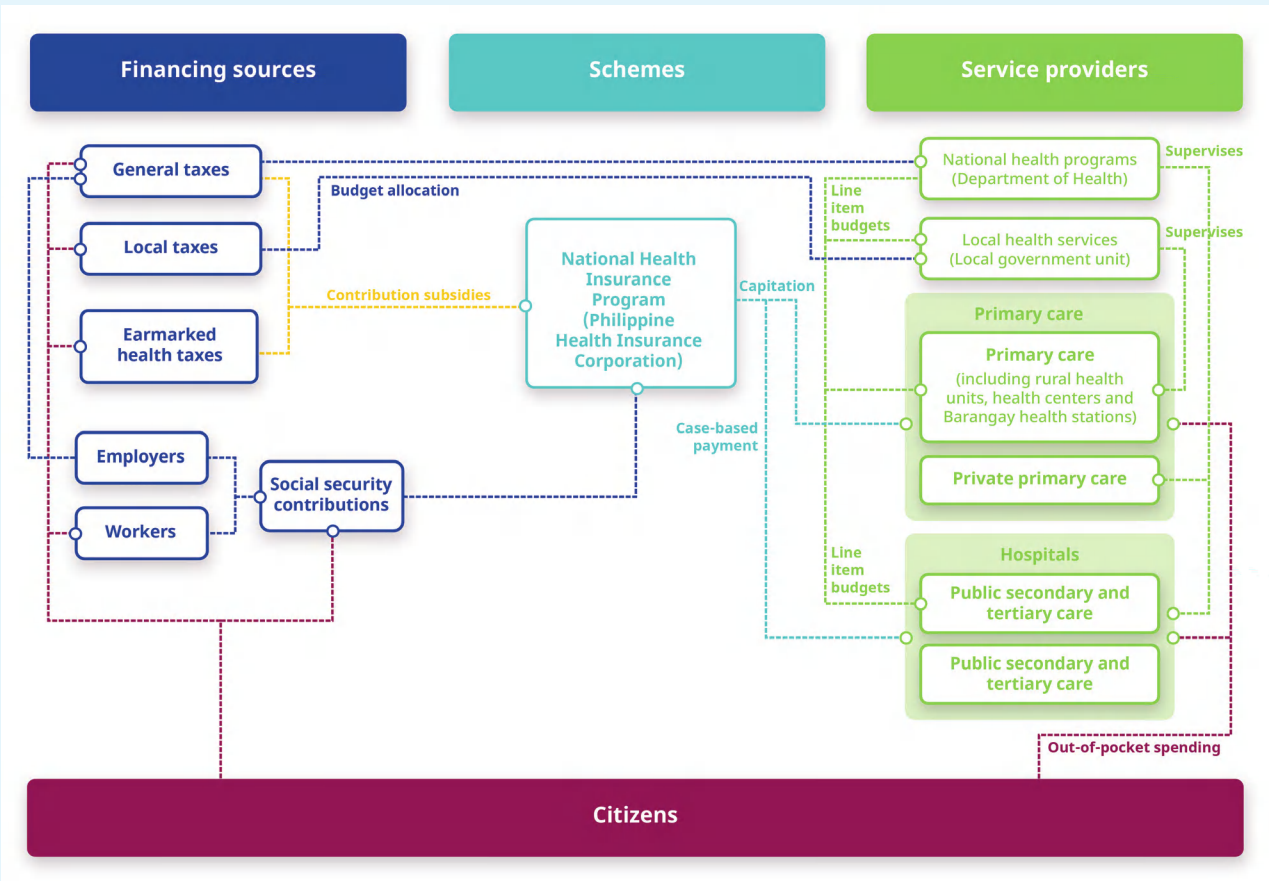 Financing sources
Schemes
Service providers
General taxes
Local taxes
Earmarked
health taxes
Employers
Workers
Social security
contributions
Budget allocation
Contribution subsidies
National Health
Insurance
Program
(Philippine
Health Insurance
Corporation)
Capitation
Case-based
payment
Line
item
budgets
National health programs
(Department of Health)
Supervises
Local health services
(Local government unit)
Supervises
Primary care
Primary care
(including rural health
units, health centers and
Barangay health stations)
Private primary care
Line
item
budgets
Hospitals
Public secondary and
tertiary care
Public secondary and
tertiary care
Out-of-pocket spending
Citizens